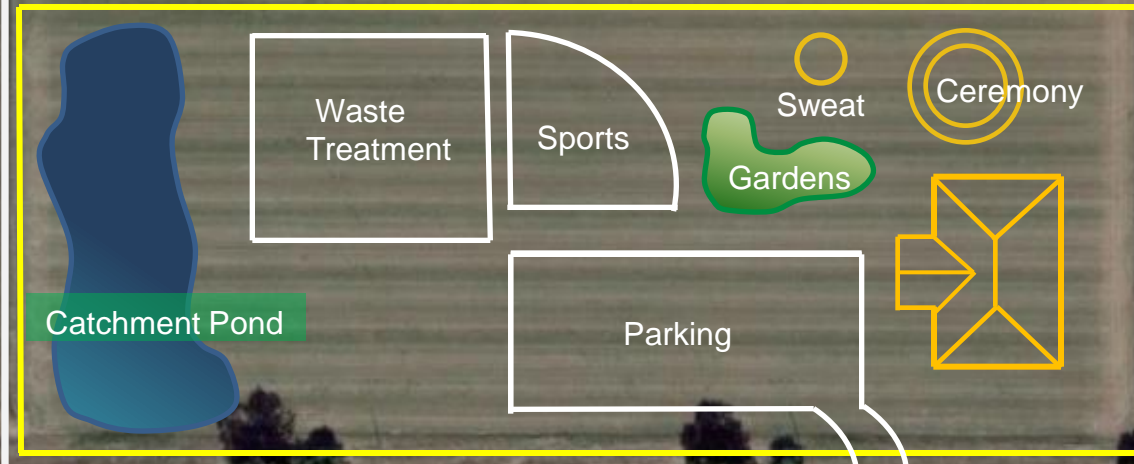 Waste
Treatment
Sports
Sweat
Ceremony
Gardens
Catchment Pond
Parking